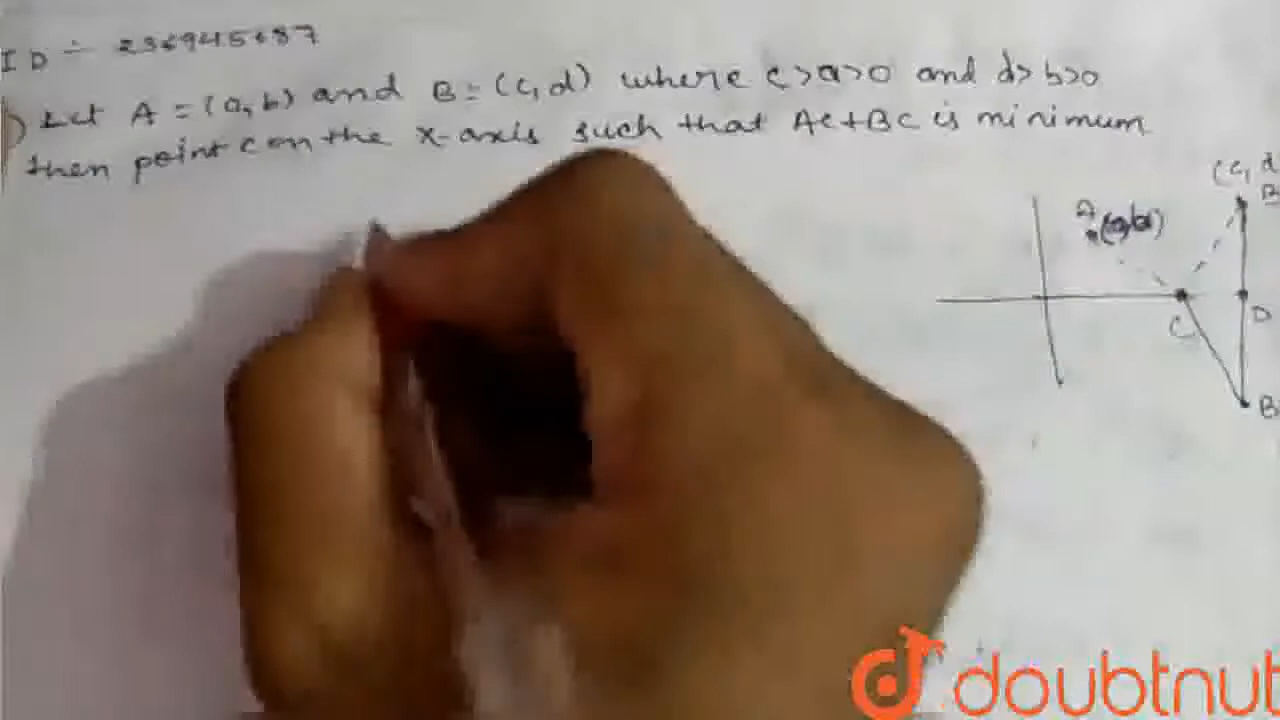 ID ÷ 236945687
Let A = (a,b) and B = (c,d) where c>a>0 and d>b>0
then point C on the x-axis such that AC+BC is minimum
(c,d
B
A
(a,b)
C
D
B
doubtnut